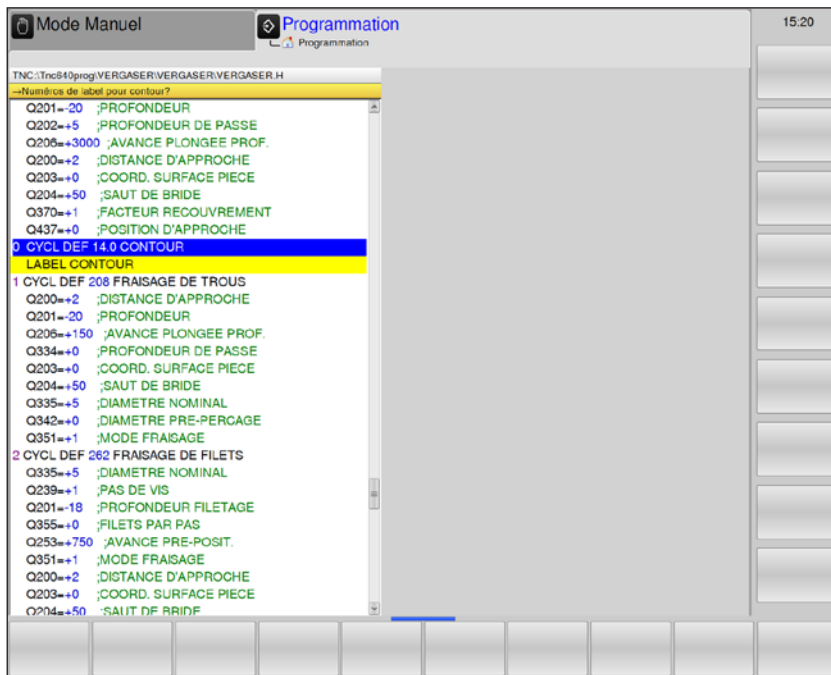 Mode Manuel
Programmation
Programmation
15:20
TNC:\Tnc640prog\VERGASER\VERGASER\VERGASER.H
→Numéros de label pour contour?
Q201=-20 ;PROFONDEUR
Q202=+5 ;PROFONDEUR DE PASSE
Q206=+3000 ;AVANCE PLONGEE PROF.
Q200=+2 ;DISTANCE D'APPROCHE
Q203=+0 ;COORD. SURFACE PIECE
Q204=+50 ;SAUT DE BRIDE
Q370=+1 ;FACTEUR RECOUVREMENT
Q437=+0 ;POSITION D'APPROCHE
0 CYCL DEF 14.0 CONTOUR
LABEL CONTOUR
1 CYCL DEF 208 FRAISAGE DE TROUS
Q200=+2 ;DISTANCE D'APPROCHE
Q201=-20 ;PROFONDEUR
Q206=+150 ;AVANCE PLONGEE PROF.
Q334=+0 ;PROFONDEUR DE PASSE
Q203=+0 ;COORD. SURFACE PIECE
Q204=+50 ;SAUT DE BRIDE
Q335=+5 ;DIAMETRE NOMINAL
Q342=+0 ;DIAMETRE PRE-PERCAGE
Q351=+1 ;MODE FRAISAGE
2 CYCL DEF 262 FRAISAGE DE FILETS
Q335=+5 ;DIAMETRE NOMINAL
Q239=+1 ;PAS DE VIS
Q201=-18 ;PROFONDEUR FILETAGE
Q355=+0 ;FILETS PAR PAS
Q253=+750 ;AVANCE PRE-POSIT.
Q351=+1 ;MODE FRAISAGE
Q200=+2 ;DISTANCE D'APPROCHE
Q203=+0 ;COORD. SURFACE PIECE
Q204=+50 ;SAUT DE BRIDE